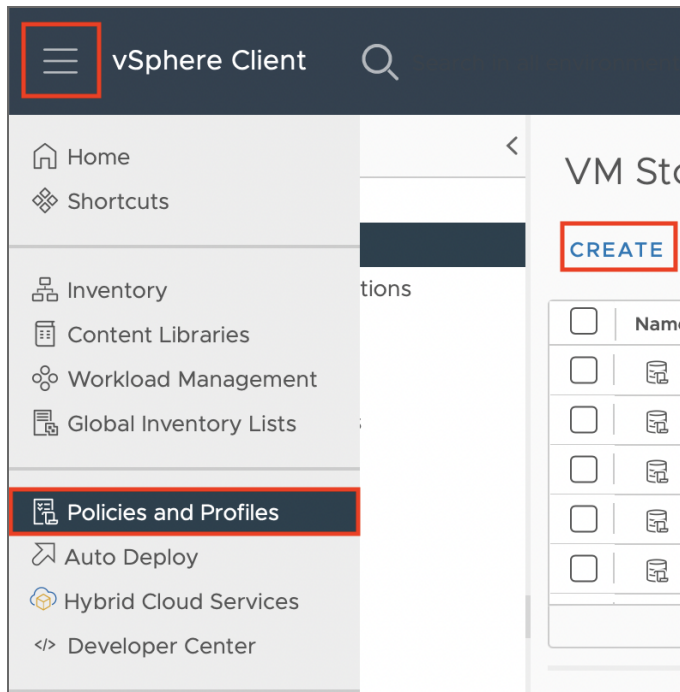 vSphere Client
Home
Shortcuts
Inventory
Content Libraries
Workload Management
Global Inventory Lists
Policies and Profiles
Auto Deploy
Hybrid Cloud Services
Developer Center
tions
VM Sto
CREATE
Name